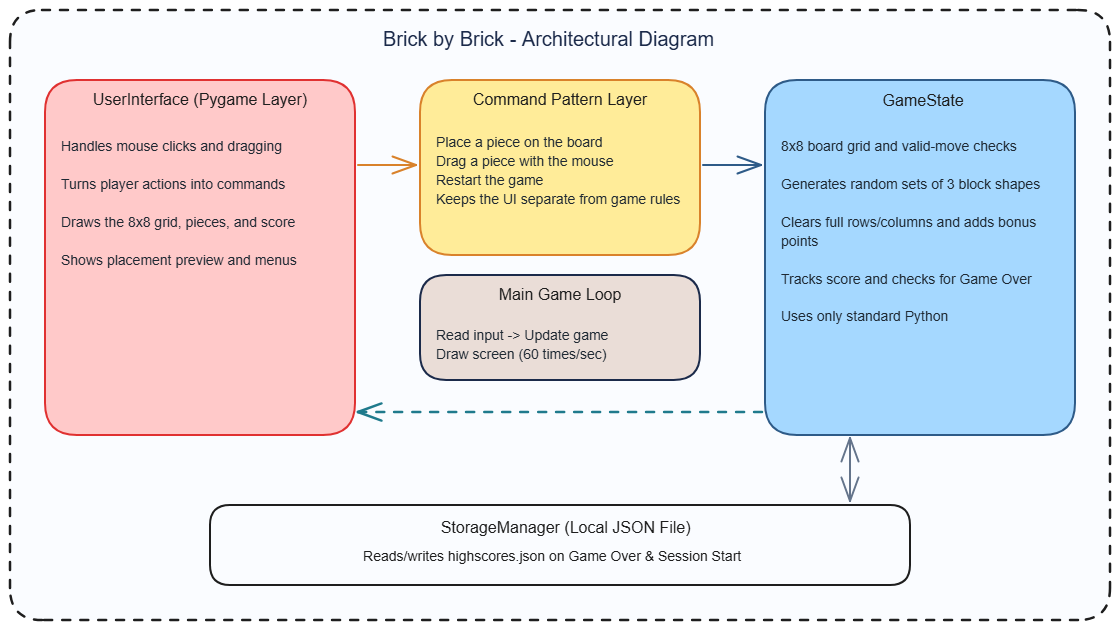 Brick by Brick - Architectural Diagram
UserInterface (Pygame Layer)
Handles mouse clicks and dragging
Turns player actions into commands
Draws the 8x8 grid, pieces, and score
Shows placement preview and menus
Command Pattern Layer
Place a piece on the board
Drag a piece with the mouse
Restart the game
Keeps the UI separate from game rules
Main Game Loop
Read input -> Update game
Draw screen (60 times/sec)
GameState
8x8 board grid and valid-move checks
Generates random sets of 3 block shapes
Clears full rows/columns and adds bonus
points
Tracks score and checks for Game Over
Uses only standard Python
StorageManager (Local JSON File)
Reads/writes highscores.json on Game Over & Session Start